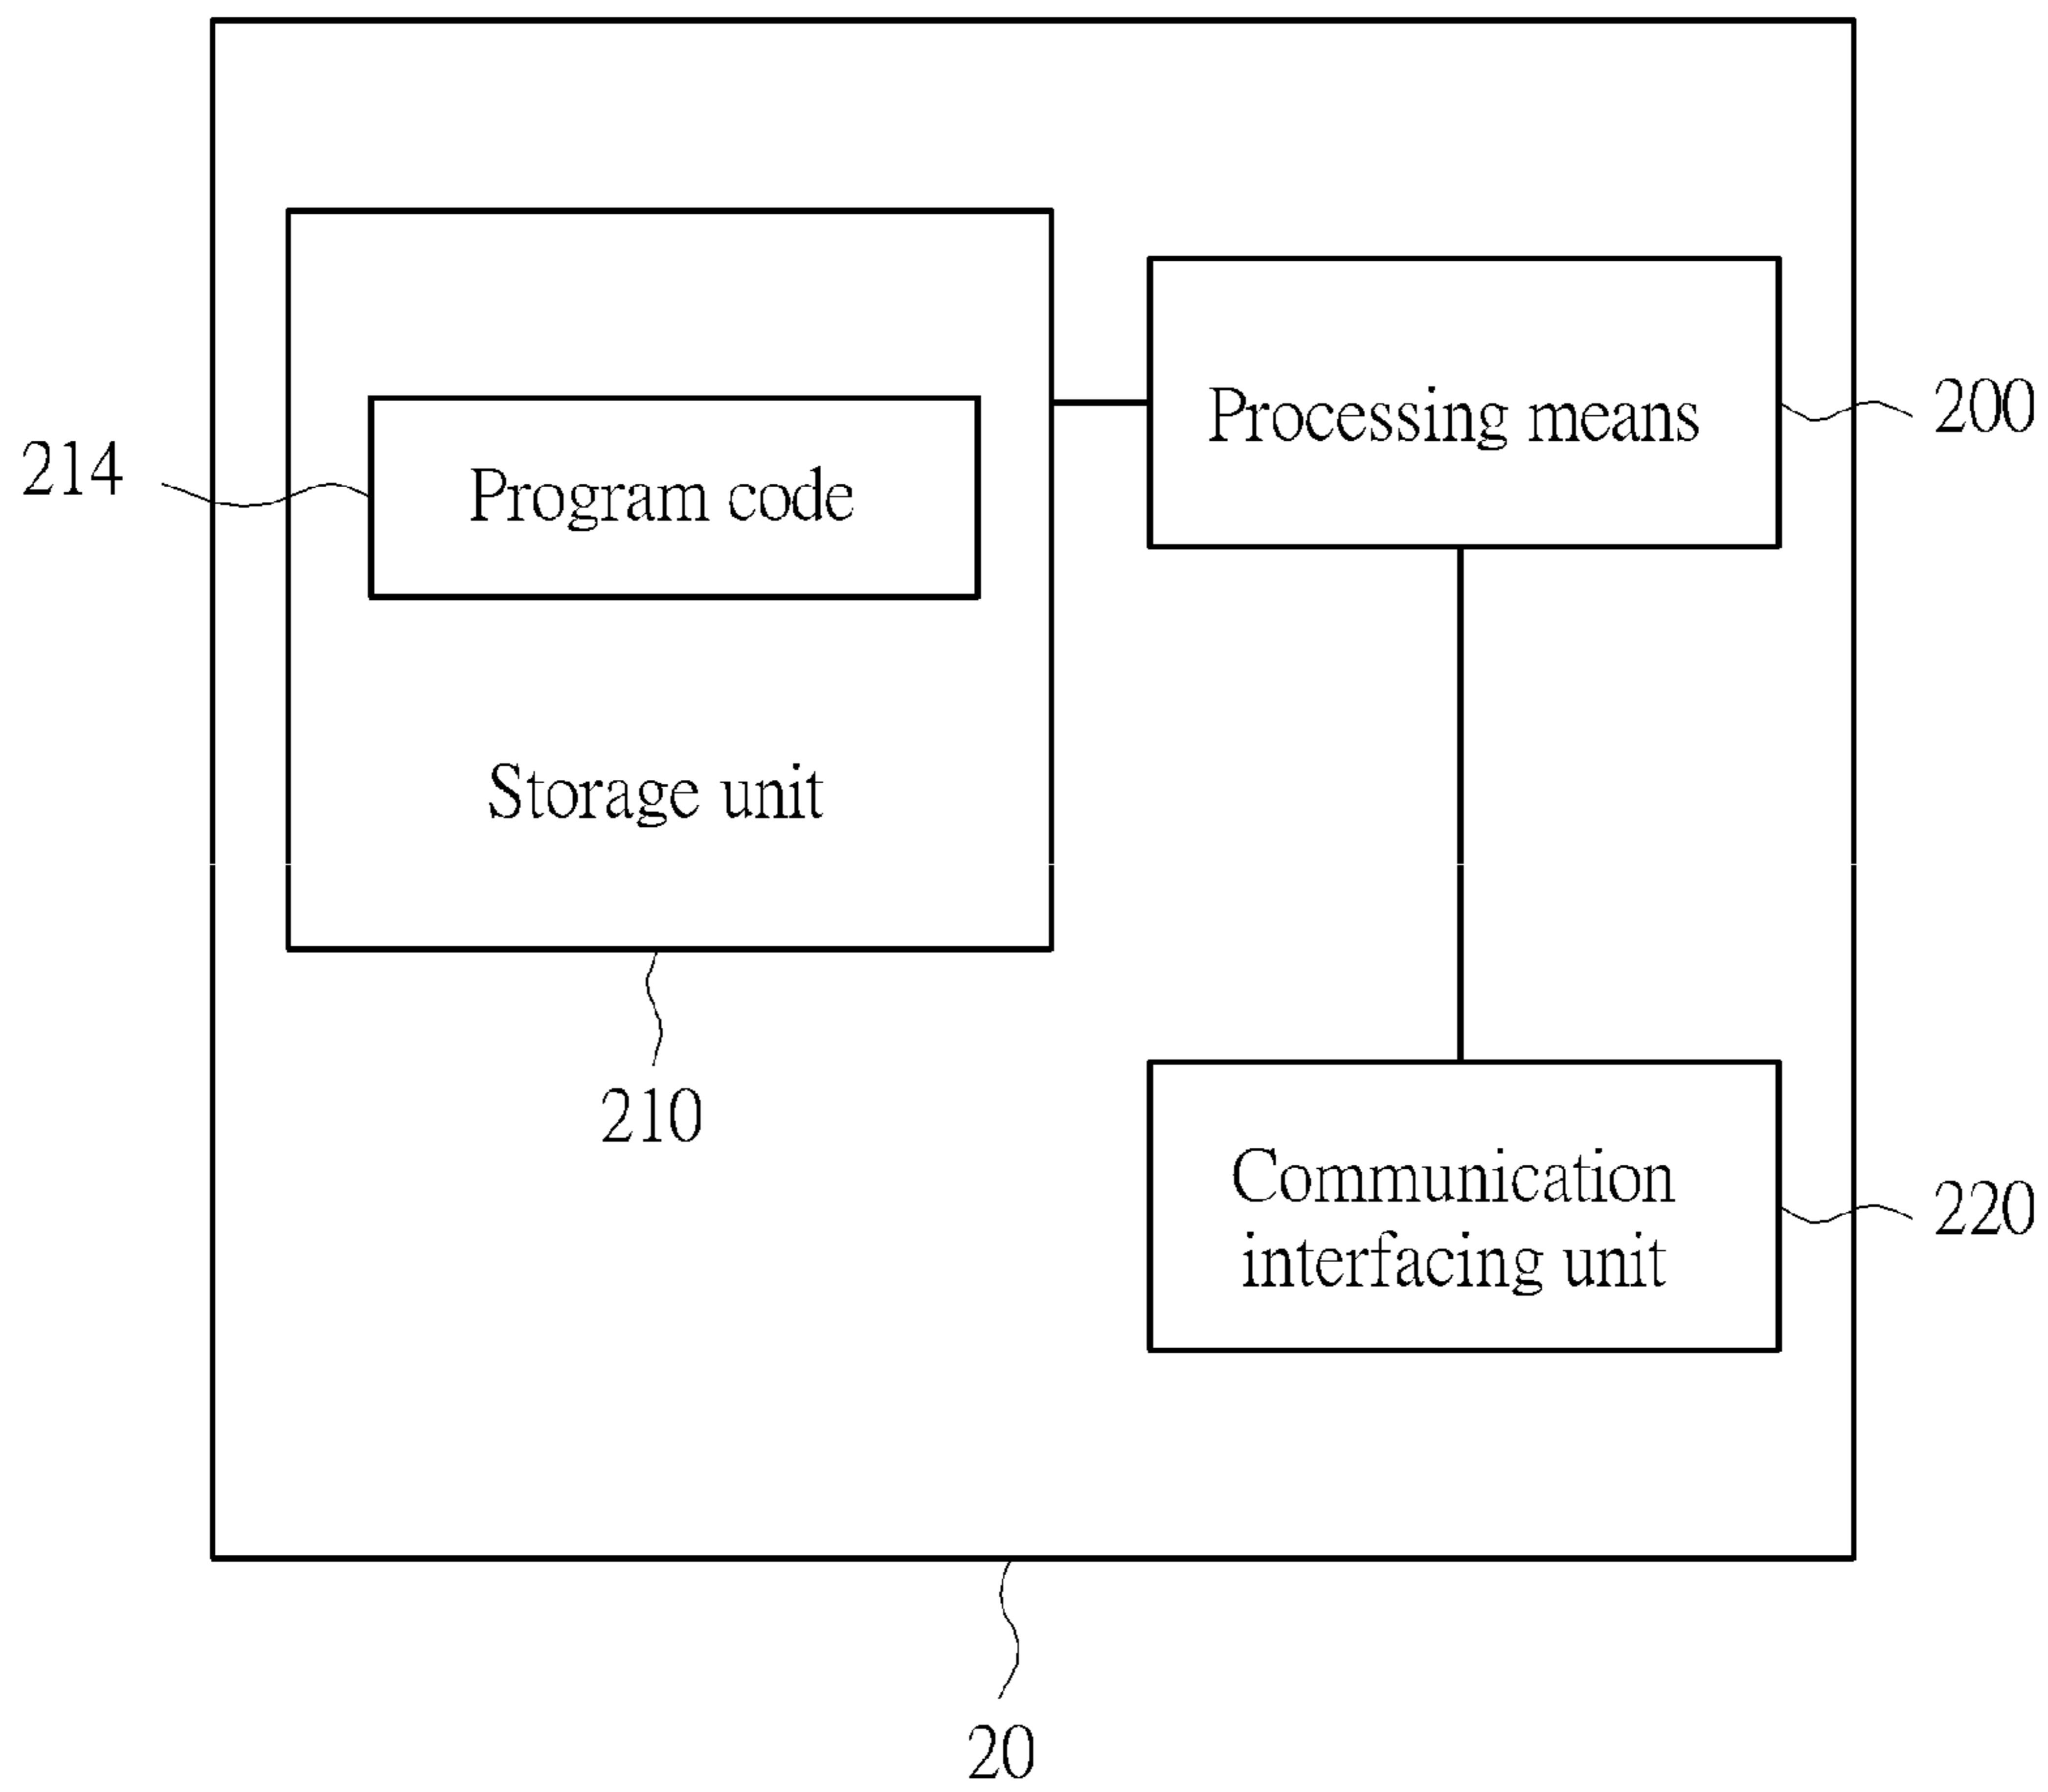 Processing means
200
214
Program code
Storage unit
210
Communication
interfacing unit
220
20